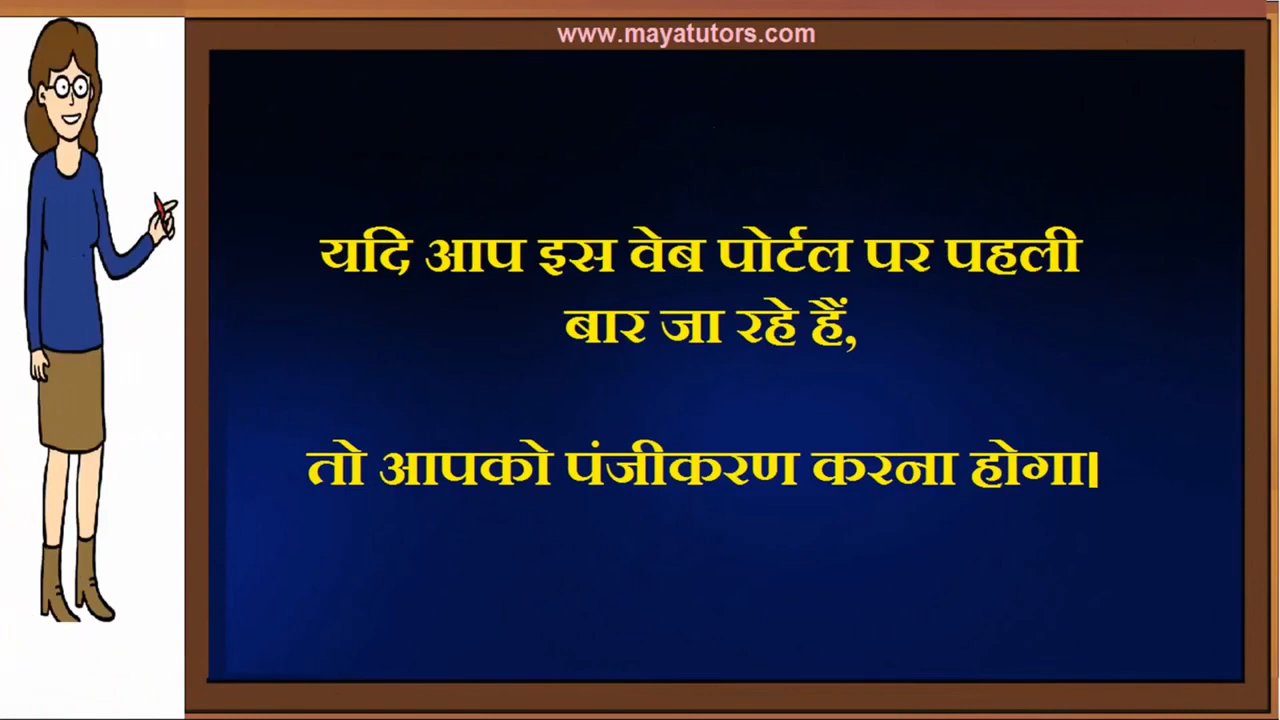 www.mayatutors.com
यदि आप इस वेब पोर्टल पर पहली
बार जा रहे हैं,
तो आपको पंजीकरण करना होगा।